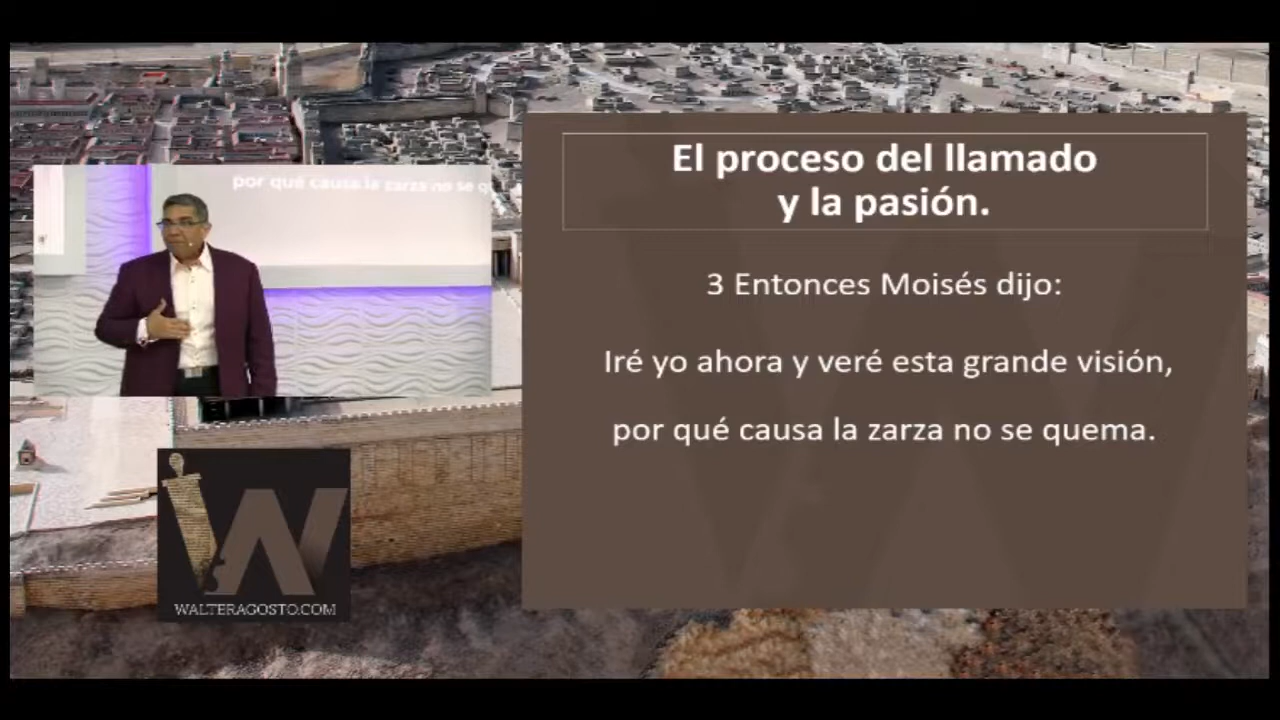 El proceso del llamado
y la pasión.
3 Entonces Moisés dijo:
Iré yo ahora y veré esta grande visión,
por qué causa la zarza no se quema.
por qué causa la zarza no se q
W
WALTERAGOSTO.COM